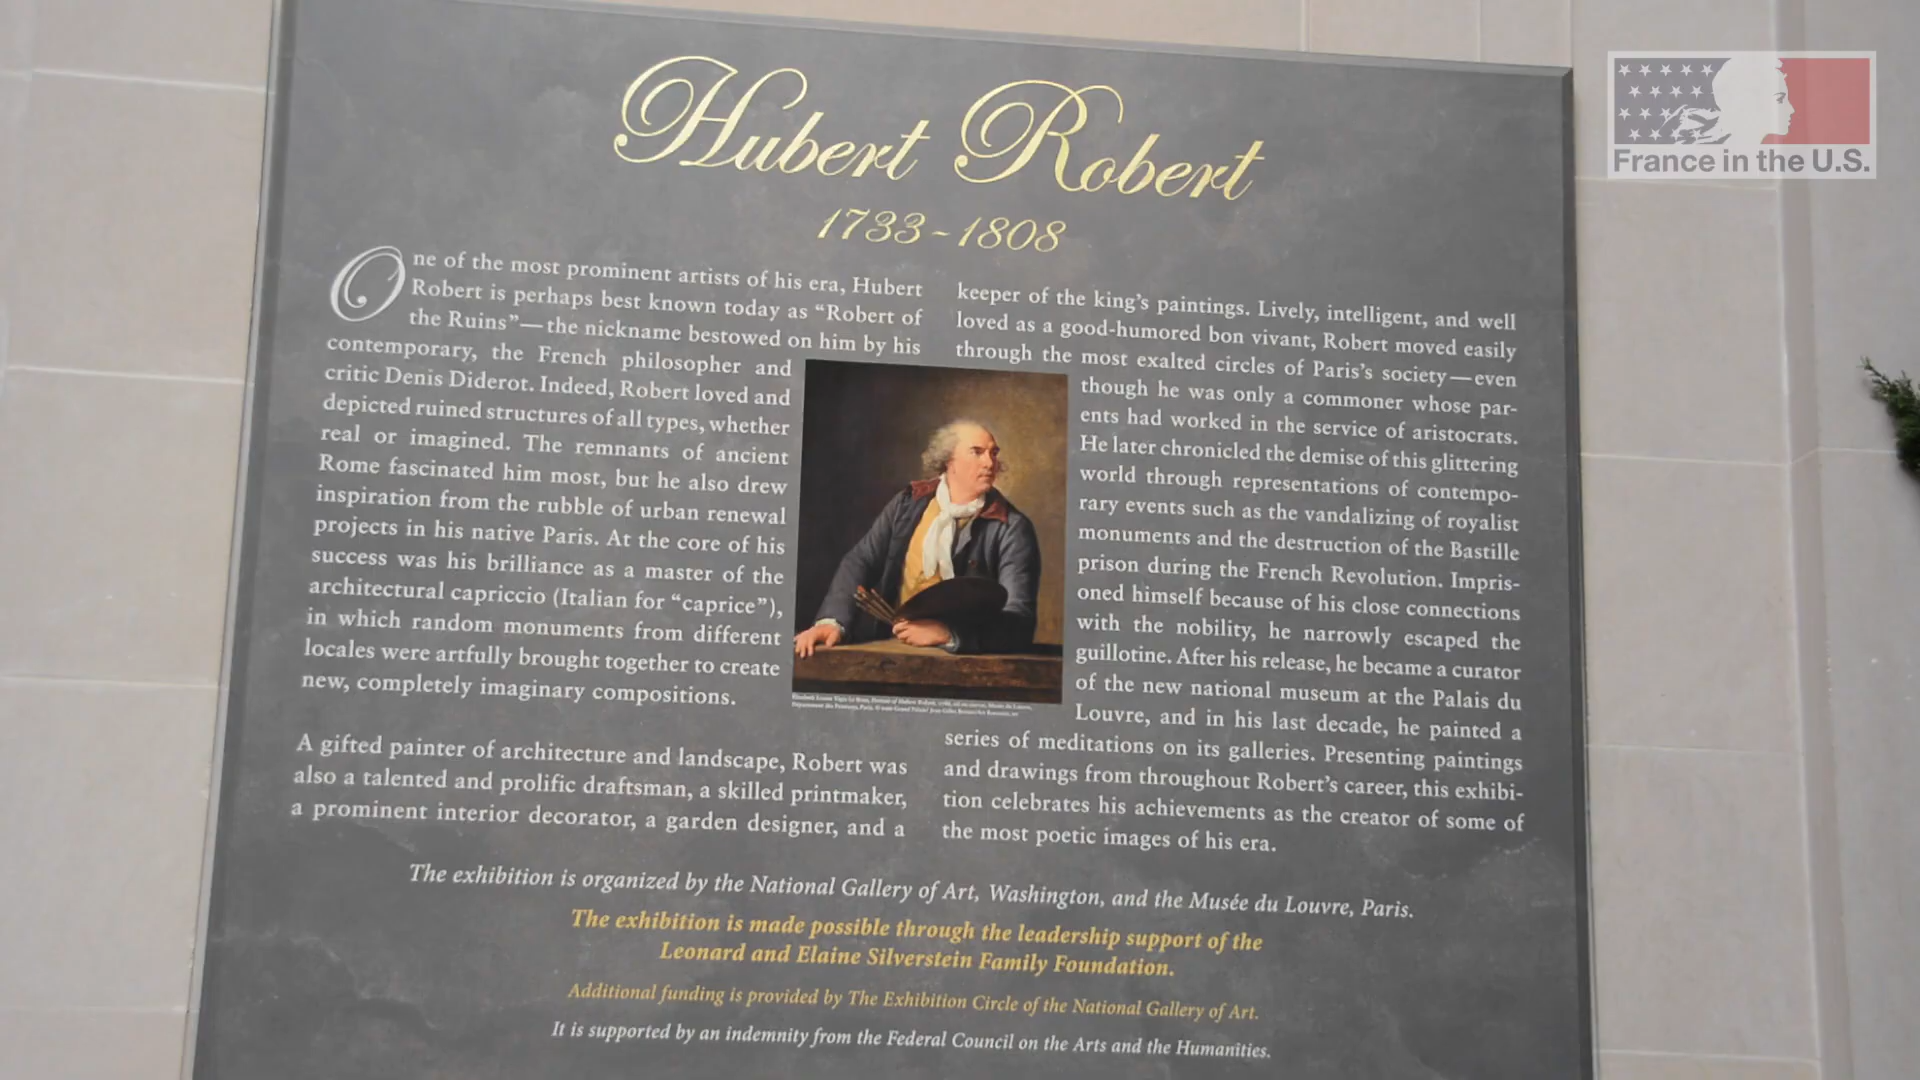 Hubert Robert
1733-1808
One of the most prominent artists of his era, Hubert
Robert is perhaps best known today as “Robert of
the Ruins”—the nickname bestowed on him by his
contemporary, the French philosopher and
critic Denis Diderot. Indeed, Robert loved and
depicted ruined structures of all types, whether
real or imagined. The remnants of ancient
Rome fascinated him most, but he also drew
inspiration from the rubble of urban renewal
projects in his native Paris. At the core of his
success was his brilliance as a master of the
architectural capriccio (Italian for “caprice”),
in which random monuments from different
locales were artfully brought together to create
new, completely imaginary compositions.
A gifted painter of architecture and landscape, Robert was
also a talented and prolific draftsman, a skilled printmaker,
a prominent interior decorator, a garden designer, and a
keeper of the king’s paintings. Lively, intelligent, and well
loved as a good-humored bon vivant, Robert moved easily
through the most exalted circles of Paris’s society—even
though he was only a commoner whose par-
ents had worked in the service of aristocrats.
He later chronicled the demise of this glittering
world through representations of contempo-
rary events such as the vandalizing of royalist
monuments and the destruction of the Bastille
prison during the French Revolution. Impris-
oned himself because of his close connections
with the nobility, he narrowly escaped the
guillotine. After his release, he became a curator
of the new national museum at the Palais du
Louvre, and in his last decade, he painted a
series of meditations on its galleries. Presenting paintings
and drawings from throughout Robert’s career, this exhibi-
tion celebrates his achievements as the creator of some of
the most poetic images of his era.
The exhibition is organized by the National Gallery of Art, Washington, and the Musée du Louvre, Paris.
The exhibition is made possible through the leadership support of the
Leonard and Elaine Silverstein Family Foundation.
Additional funding is provided by The Exhibition Circle of the National Gallery of Art.
It is supported by an indemnity from the Federal Council on the Arts and the Humanities.
France in the U.S.